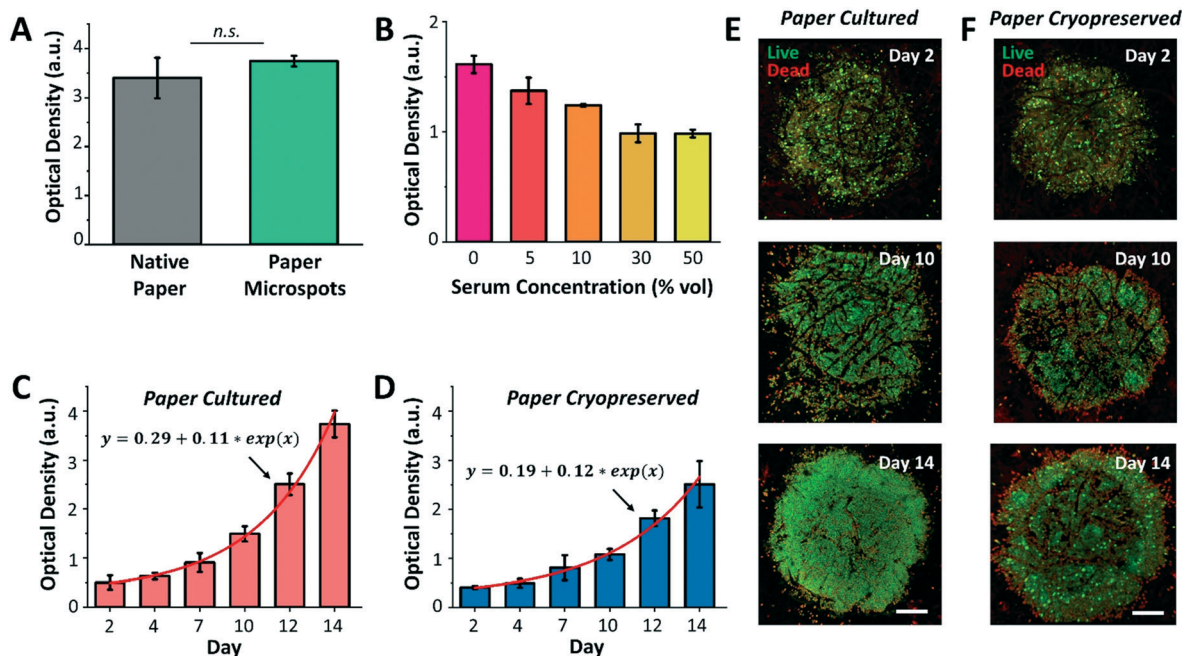 A
n.s.
Optical Density (a.u.)
4
3
2
1
0
Native
Paper
Paper
Microspots
B
Optical Density (a.u.)
2
1
0
0 5 10 30 50
Serum Concentration (% vol)
C
Paper Cultured
y = 0.29 + 0.11 * exp(x)
Optical Density (a.u.)
4
3
2
1
0
2 4 7 10 12 14
Day
D
Paper Cryopreserved
y = 0.19 + 0.12 * exp(x)
Optical Density (a.u.)
4
3
2
1
0
2 4 7 10 12 14
Day
E
Paper Cultured
Live
Dead
Day 2
Day 10
Day 14
F
Paper Cryopreserved
Live
Dead
Day 2
Day 10
Day 14